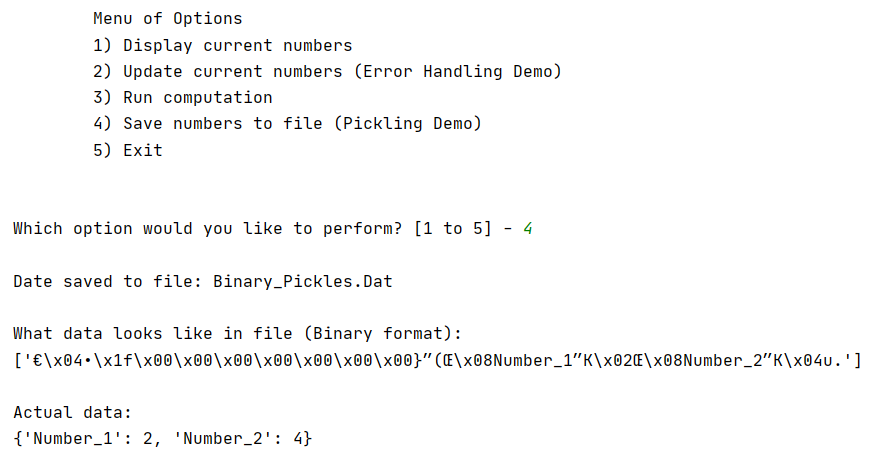 Menu of Options
1) Display current numbers
2) Update current numbers (Error Handling Demo)
3) Run computation
4) Save numbers to file (Pickling Demo)
5) Exit
Which option would you like to perform? [1 to 5] - 4
Date saved to file: Binary_Pickles.Dat
What data looks like in file (Binary format):
['€\x04•\x1f\x00\x00\x00\x00\x00\x00\x00}”(Œ\x08Number_1”K\x02Œ\x08Number_2”K\x04u.']
Actual data:
{'Number_1': 2, 'Number_2': 4}